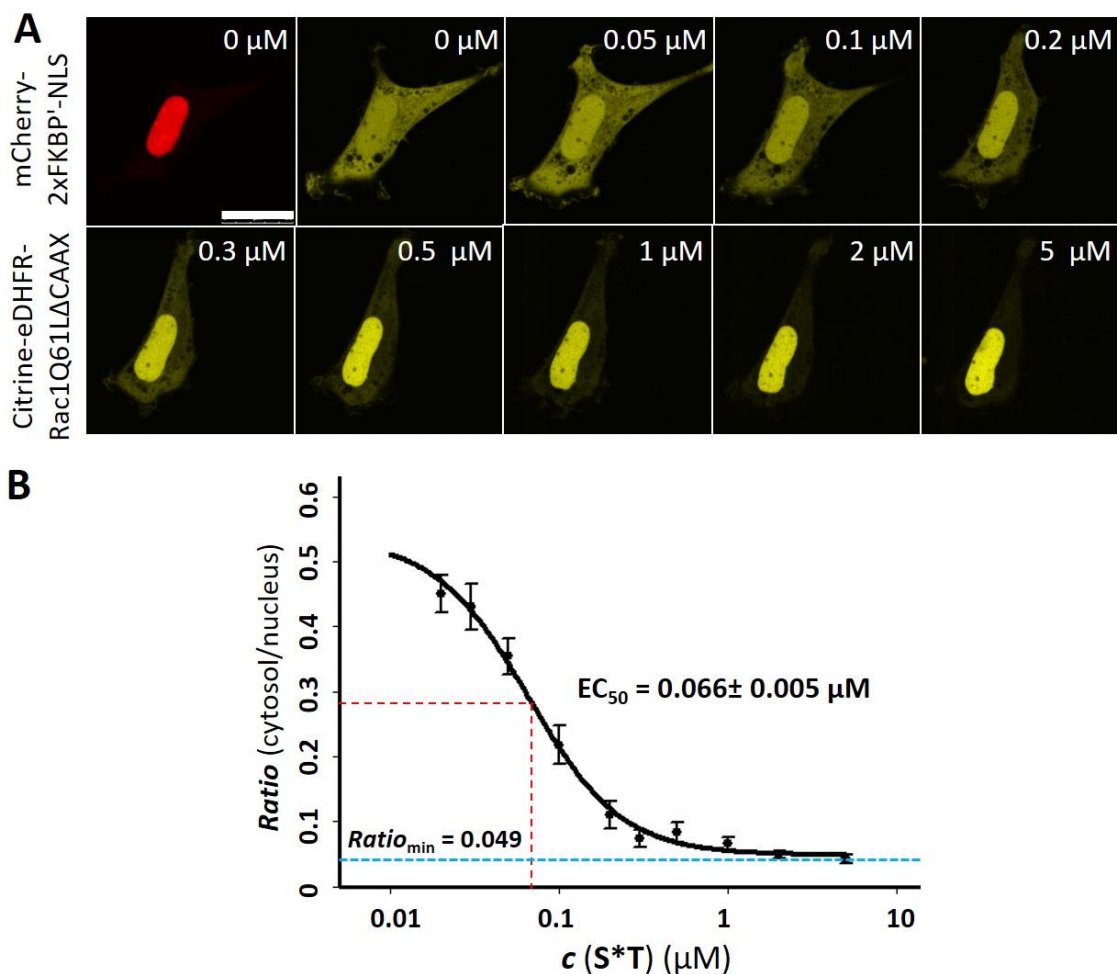 A
mCherry-
2xFKBP'-NLS
0 µM
0 µM
0.05 µM
0.1 µM
0.2 µM
Citrine-eDHFR-
Rac1Q61LΔCAAX
0.3 µM
0.5 µM
1 µM
2 µM
5 µM
B
Ratio (cytosol/nucleus)
0.6
0.5
0.4
0.3
0.2
0.1
0
EC50 = 0.066± 0.005 µM
Ratiomin = 0.049
0.01
0.1
1
10
c (S*T) (µM)